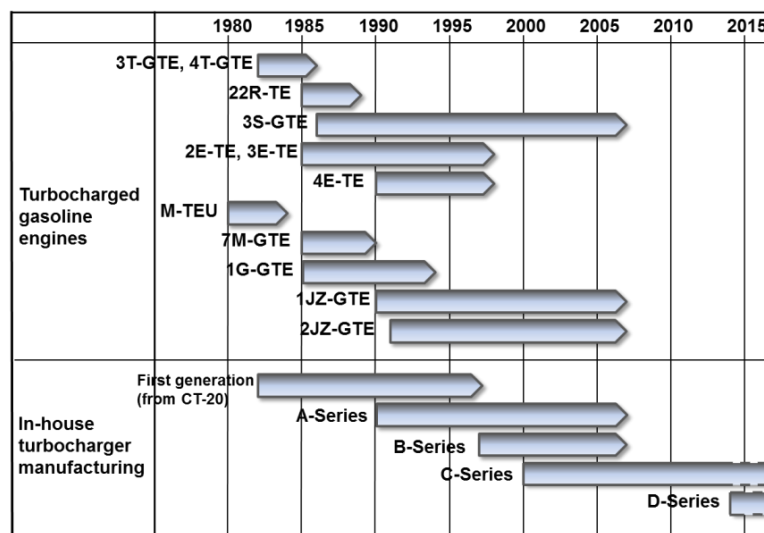 1980 1985 1990 1995 2000 2005 2010 2015
3T-GTE, 4T-GTE
22R-TE
3S-GTE
2E-TE, 3E-TE
4E-TE
Turbocharged
gasoline
engines
M-TEU
7M-GTE
1G-GTE
1JZ-GTE
2JZ-GTE
First generation
(from CT-20)
A-Series
In-house
turbocharger
manufacturing
B-Series
C-Series
D-Series